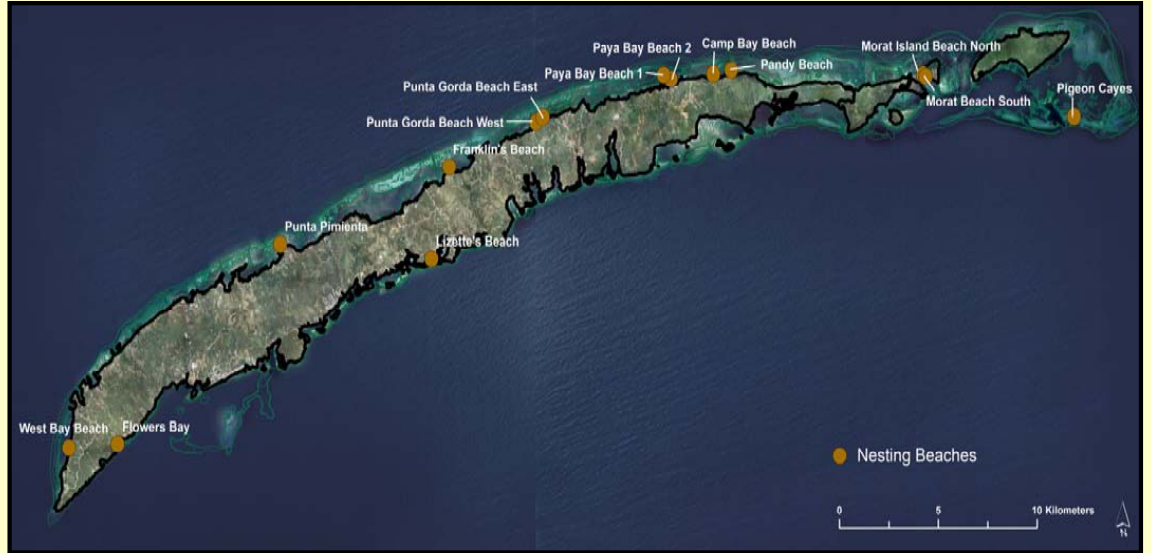 Paya Bay Beach 2
Camp Bay Beach
Morat Island Beach North
Paya Bay Beach 1
Pandy Beach
Punta Gorda Beach East
Pigeon Cayes
Morat Beach South
Punta Gorda Beach West
Franklin's Beach
Punta Pimienta
Lizette's Beach
West Bay Beach
Flowers Bay
Nesting Beaches
0 5 10 Kilometers
N